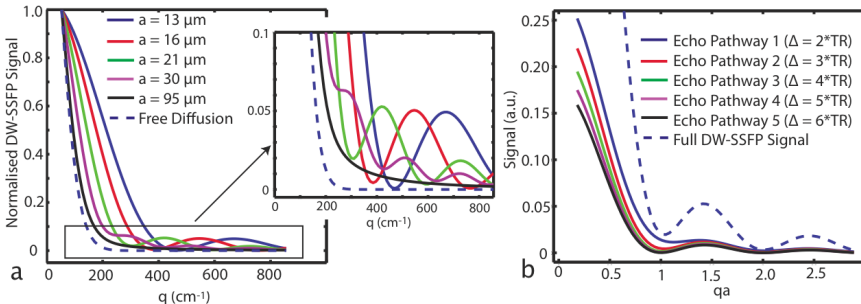 Normalised DW-SSFP Signal
1.0
0.8
0.6
0.4
0.2
0
0
200
400
600
800
q (cm-1)
a
a = 13 μm
a = 16 μm
a = 21 μm
a = 30 μm
a = 95 μm
Free Diffusion
0.1
0.05
0
0
200
400
600
800
q (cm-1)
Signal (a.u.)
0.25
0.20
0.15
0.10
0.05
0
0
0.5
1
1.5
2.0
2.5
qa
b
Echo Pathway 1 (Δ = 2*TR)
Echo Pathway 2 (Δ = 3*TR)
Echo Pathway 3 (Δ = 4*TR)
Echo Pathway 4 (Δ = 5*TR)
Echo Pathway 5 (Δ = 6*TR)
Full DW-SSFP Signal